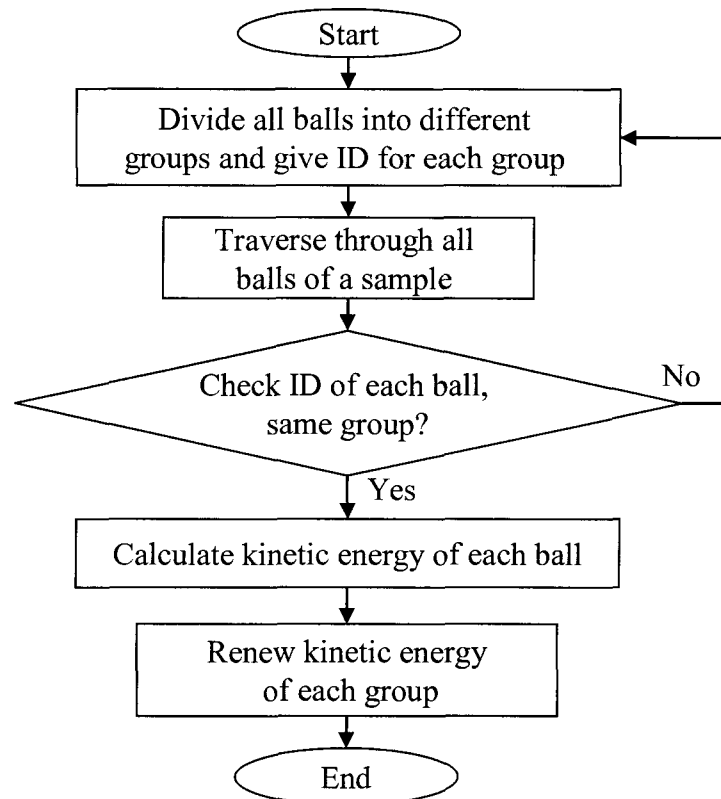 Start
Divide all balls into different
groups and give ID for each group
Traverse through all
balls of a sample
Check ID of each ball,
same group?
No
Yes
Calculate kinetic energy of each ball
Renew kinetic energy
of each group
End